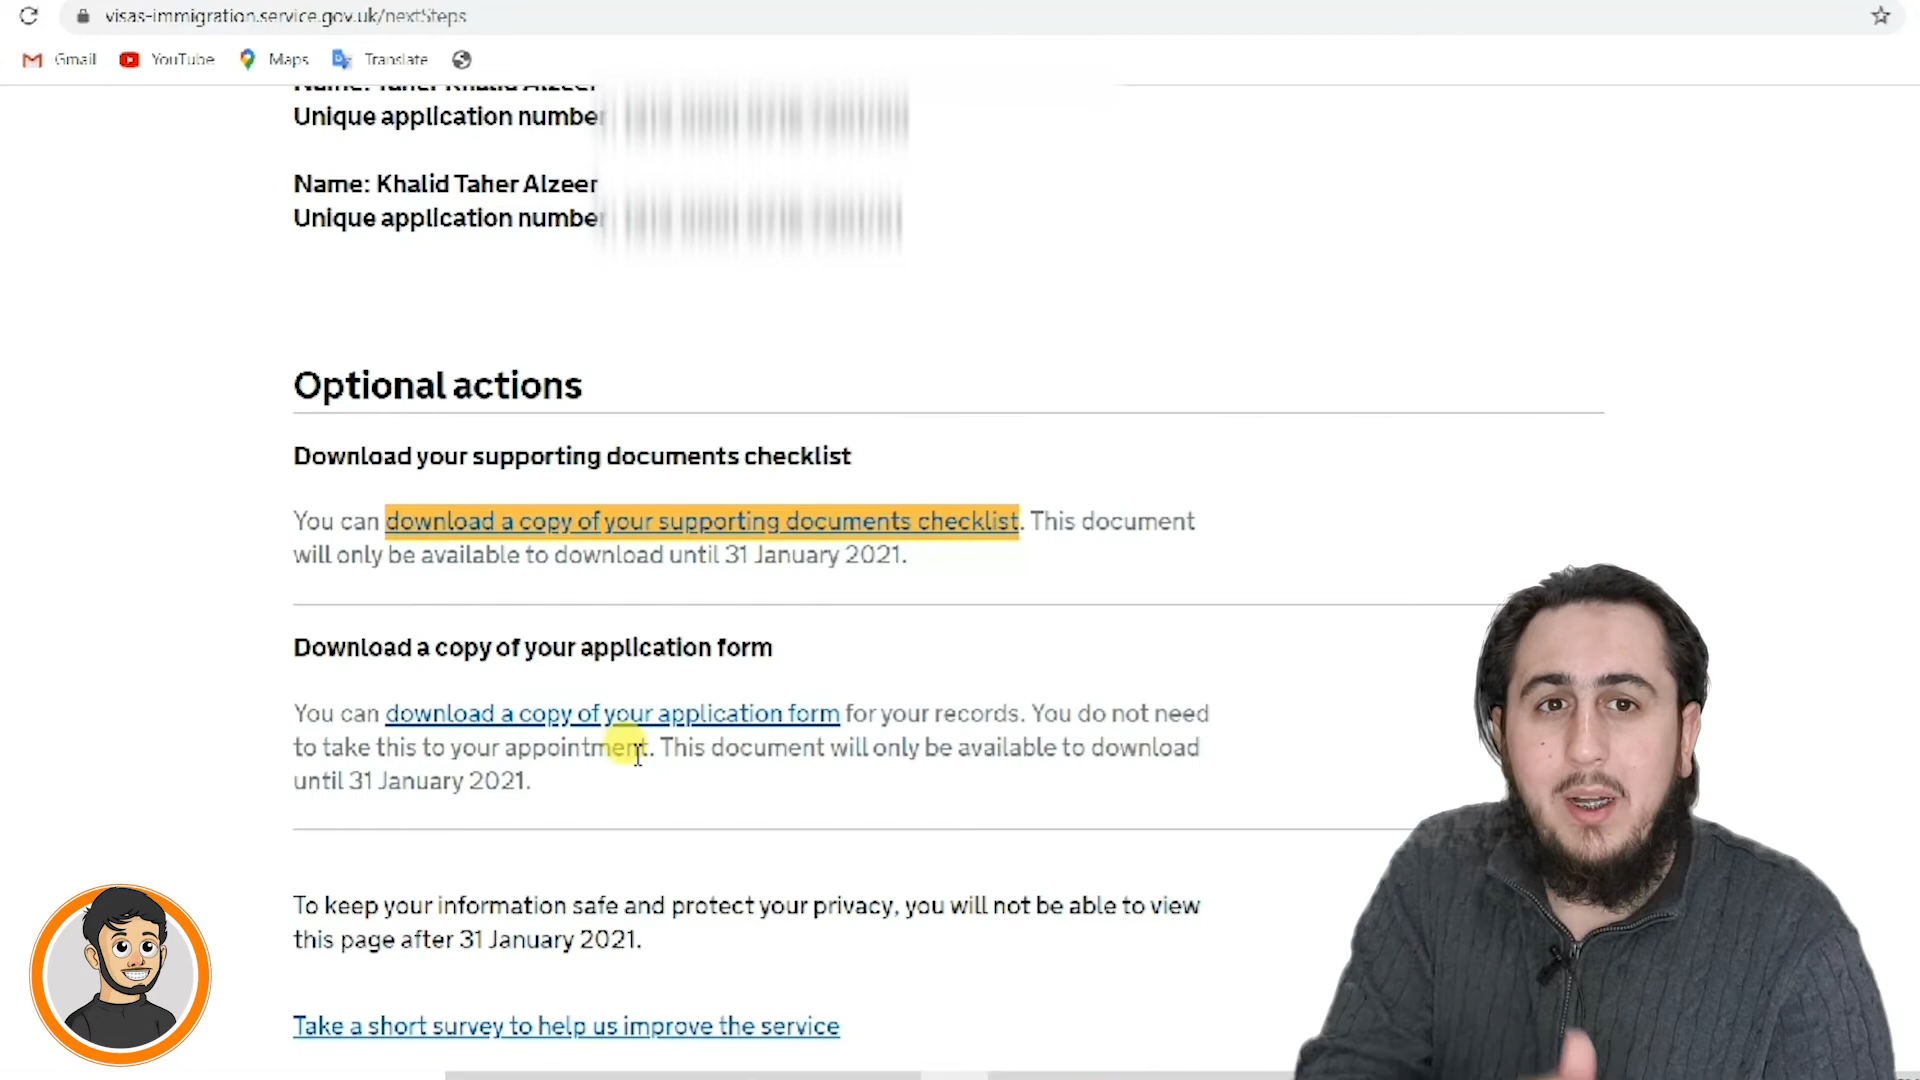 visas-immigration.service.gov.uk/nextSteps
Gmail YouTube Maps Translate
Name: Taher Khalid Alzeer
Unique application number
Name: Khalid Taher Alzeer
Unique application number
Optional actions
Download your supporting documents checklist
You can download a copy of your supporting documents checklist. This document
will only be available to download until 31 January 2021.
Download a copy of your application form
You can download a copy of your application form for your records. You do not need
to take this to your appointment. This document will only be available to download
until 31 January 2021.
To keep your information safe and protect your privacy, you will not be able to view
this page after 31 January 2021.
Take a short survey to help us improve the service